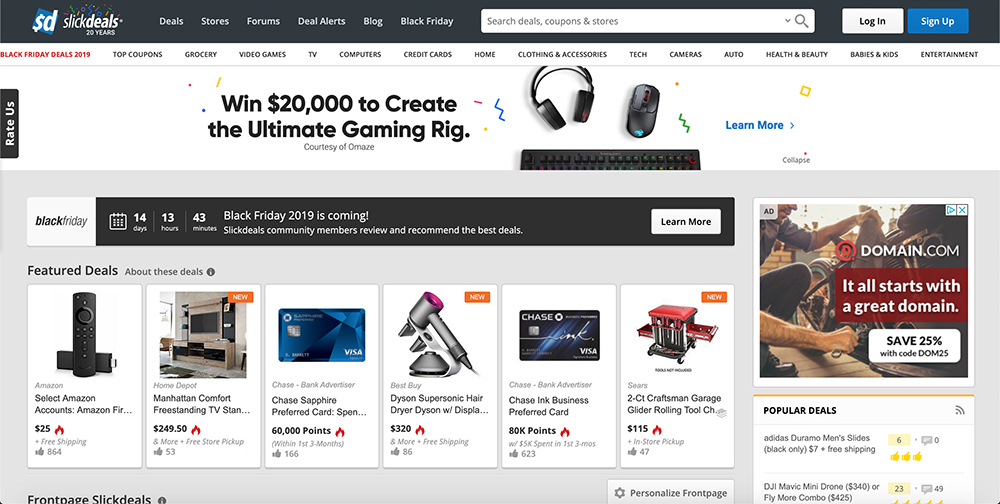 $d slickdeals
20 YEARS
Deals Stores Forums Deal Alerts Blog Black Friday
Search deals, coupons & stores
Log In Sign Up
BLACK FRIDAY DEALS 2019 TOP COUPONS GROCERY VIDEO GAMES TV COMPUTERS CREDIT CARDS HOME CLOTHING & ACCESSORIES TECH CAMERAS AUTO HEALTH & BEAUTY BABIES & KIDS ENTERTAINMENT
Rate Us
Win $20,000 to Create
the Ultimate Gaming Rig.
Courtesy of Omaze
Learn More
Collapse
blackfriday
14 days
13 hours
43 minutes
Black Friday 2019 is coming!
Slickdeals community members review and recommend the best deals.
Learn More
Featured Deals About these deals
Amazon
Select Amazon
Accounts: Amazon Fir...
$25
+ Free Shipping
864
NEW
Home Depot
Manhattan Comfort
Freestanding TV Stan...
$249.50
& More + Free Store Pickup
53
VISA
Chase - Bank Advertiser
Chase Sapphire
Preferred Card: Spen...
60,000 Points
(Within 1st 3-Months)
166
NEW
Best Buy
Dyson Supersonic Hair
Dryer Dyson w/ Displa...
$320
& More + Free Shipping
86
CHASE
ink
VISA
Chase - Bank Advertiser
Chase Ink Business
Preferred Card
80K Points
w/ $5K Spent in 1st 3-mos
623
NEW
TOOLS NOT INCLUDED
Sears
2-Ct Craftsman Garage
Glider Rolling Tool Ch...
$115
+ In-Store Pickup
47
AD
DOMAIN.COM
It all starts with
a great domain.
SAVE 25%
with code DOM25
POPULAR DEALS
adidas Duramo Men's Slides
(black only) $7 + free shipping
6 0
DJI Mavic Mini Drone ($340) or
Fly More Combo ($425)
23 49
Frontpage Slickdeals
Personalize Frontpage